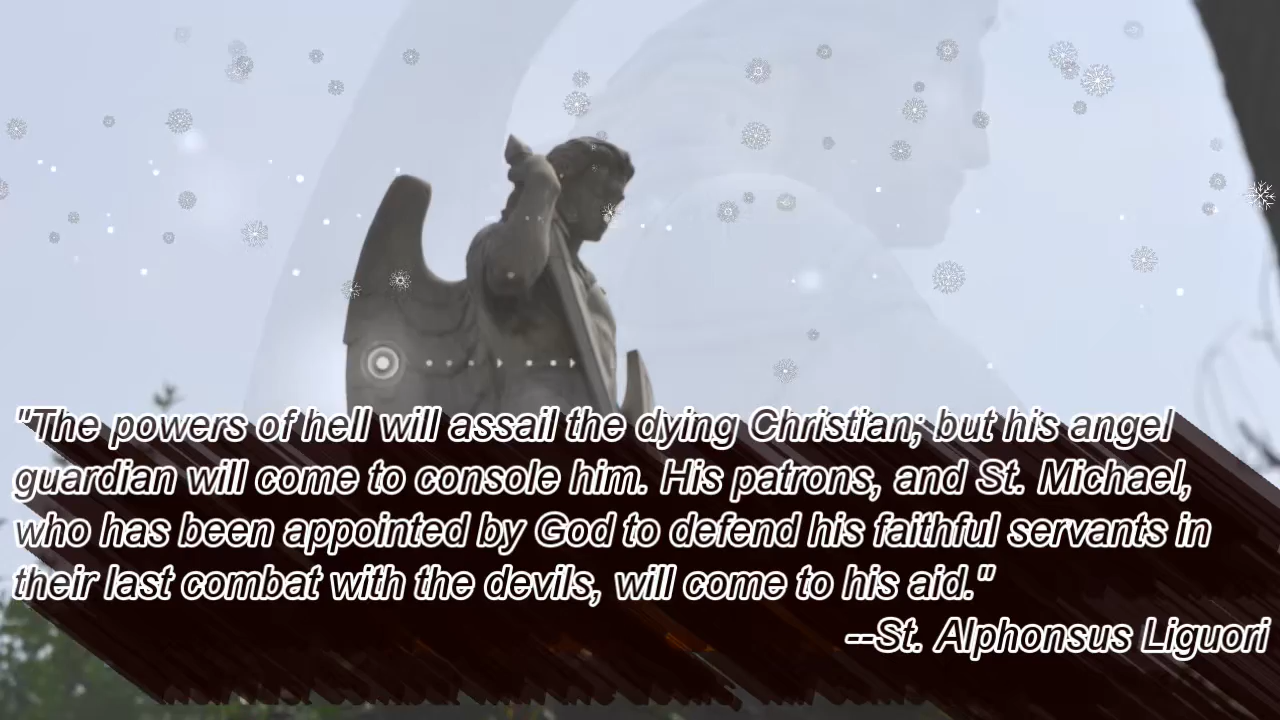 "The powers of hell will assail the dying Christian; but his angel
guardian will come to console him. His patrons, and St. Michael,
who has been appointed by God to defend his faithful servants in
their last combat with the devils, will come to his aid."
--St. Alphonsus Liguori